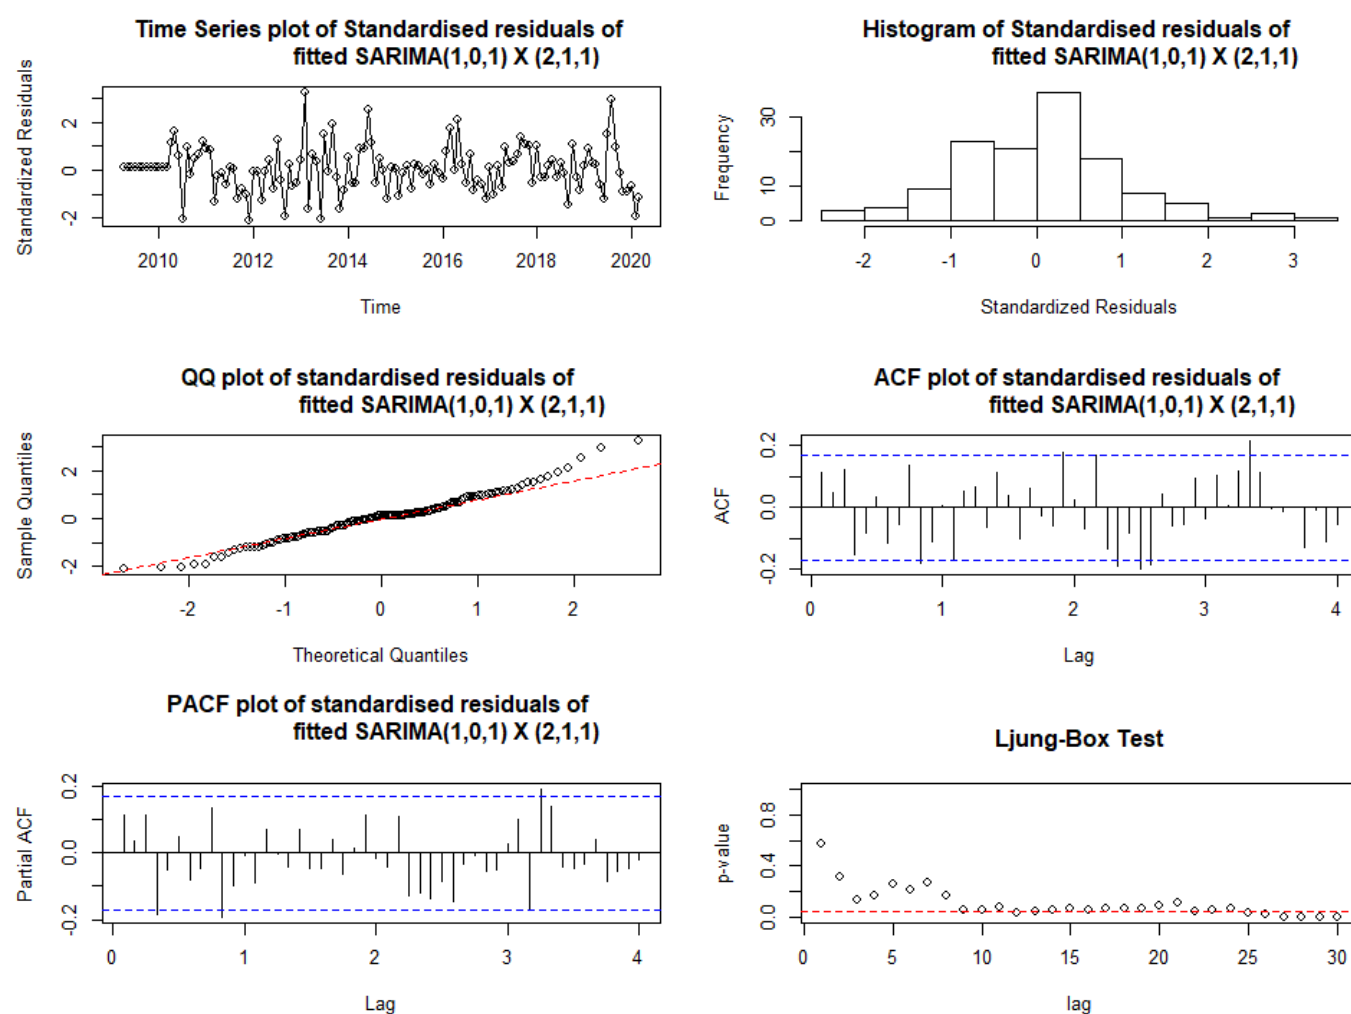 Time Series plot of Standardised residuals of
fitted SARIMA(1,0,1) X (2,1,1)
Standardized Residuals
2
0
-2
2010 2012 2014 2016 2018 2020
Time
Histogram of Standardised residuals of
fitted SARIMA(1,0,1) X (2,1,1)
Frequency
30
10
0
-2 -1 0 1 2 3
Standardized Residuals
QQ plot of standardised residuals of
fitted SARIMA(1,0,1) X (2,1,1)
Sample Quantiles
2
0
-2
-2 -1 0 1 2
Theoretical Quantiles
ACF plot of standardised residuals of
fitted SARIMA(1,0,1) X (2,1,1)
ACF
0.2
0.0
-0.2
0 1 2 3 4
Lag
PACF plot of standardised residuals of
fitted SARIMA(1,0,1) X (2,1,1)
Partial ACF
0.2
0.0
-0.2
0 1 2 3 4
Lag
Ljung-Box Test
p-value
0.8
0.4
0.0
0 5 10 15 20 25 30
lag